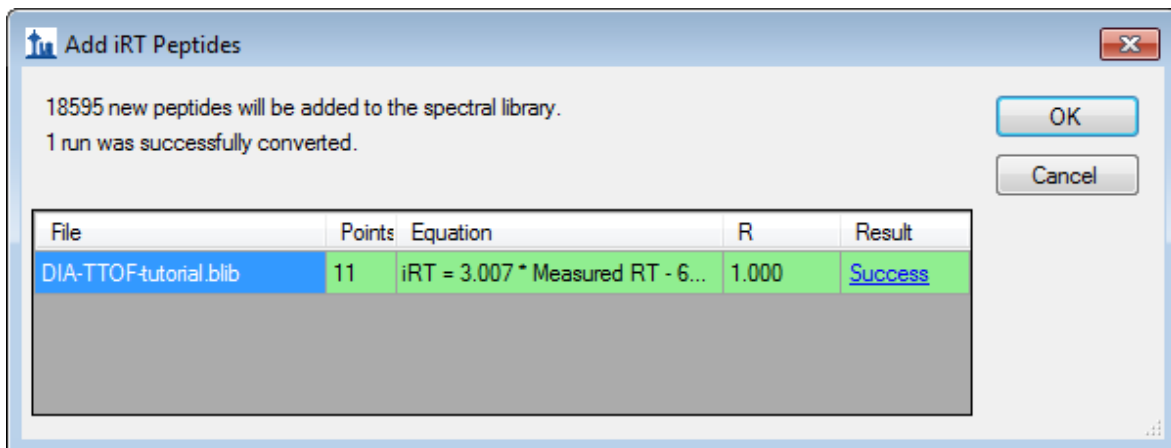 Add iRT Peptides
18595 new peptides will be added to the spectral library.
1 run was successfully converted.
OK
Cancel
File Points Equation R Result
DIA-TTOF-tutorial.blib 11 iRT = 3.007 * Measured RT - 6... 1.000 Success